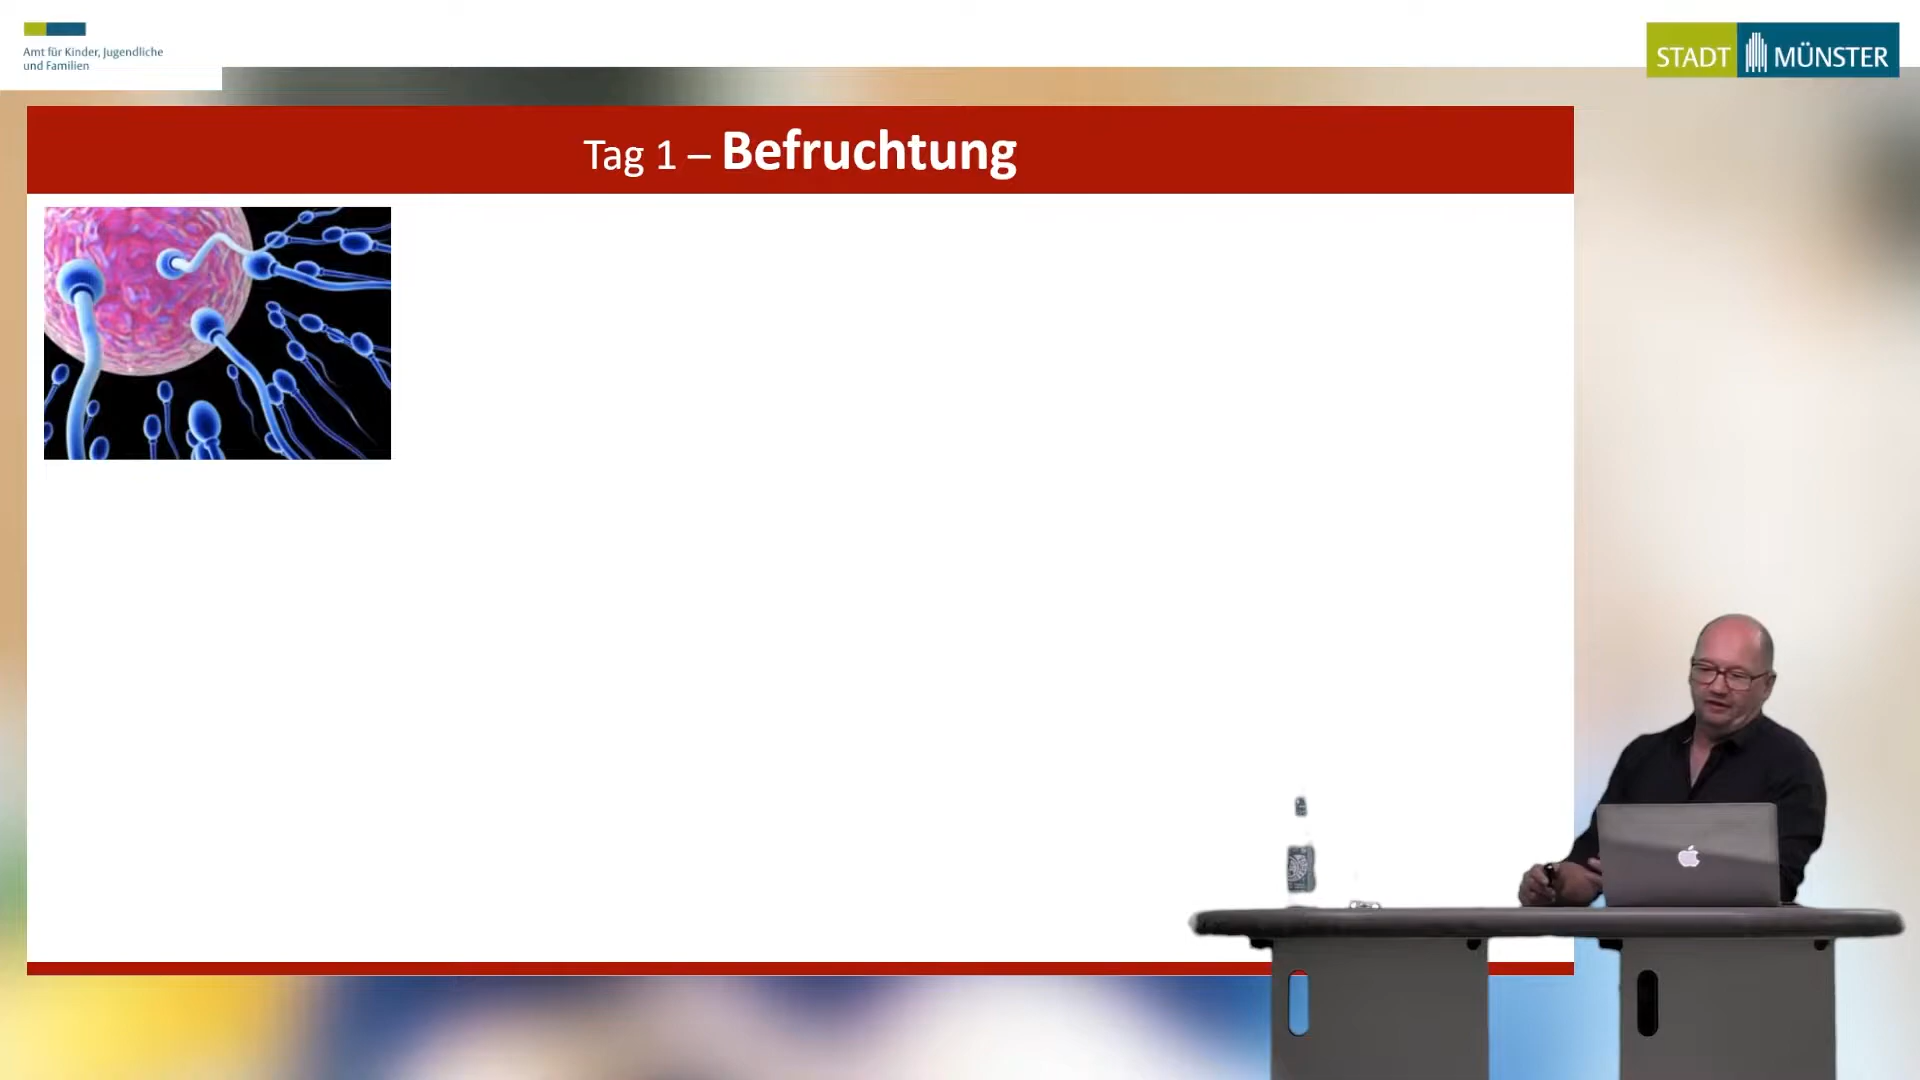 Amt für Kinder, Jugendliche
und Familien
STADT MÜNSTER
Tag 1 – Befruchtung